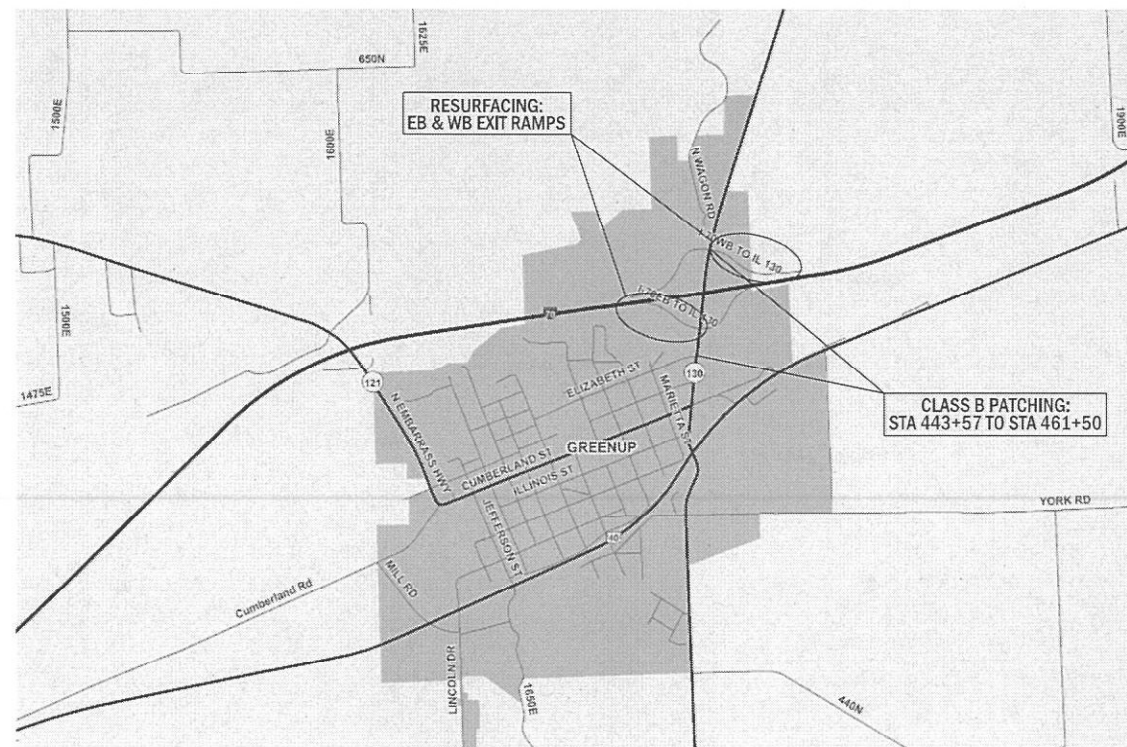 1625E
650N
1500E
1600E
1900E
RESURFACING:
EB & WB EXIT RAMPS
N WAGON RD
I-70 WB TO IL 130
I-70 EB TO IL 130
70
1500E
1475E
121
N EMBARRASS HWY
ELIZABETH ST
MARIETTA ST
130
CLASS B PATCHING:
STA 443+57 TO STA 461+50
GREENUP
CUMBERLAND ST
ILLINOIS ST
JEFFERSON ST
40
YORK RD
MILL RD
Cumberland Rd
LINCOLN DR
1650E
440N